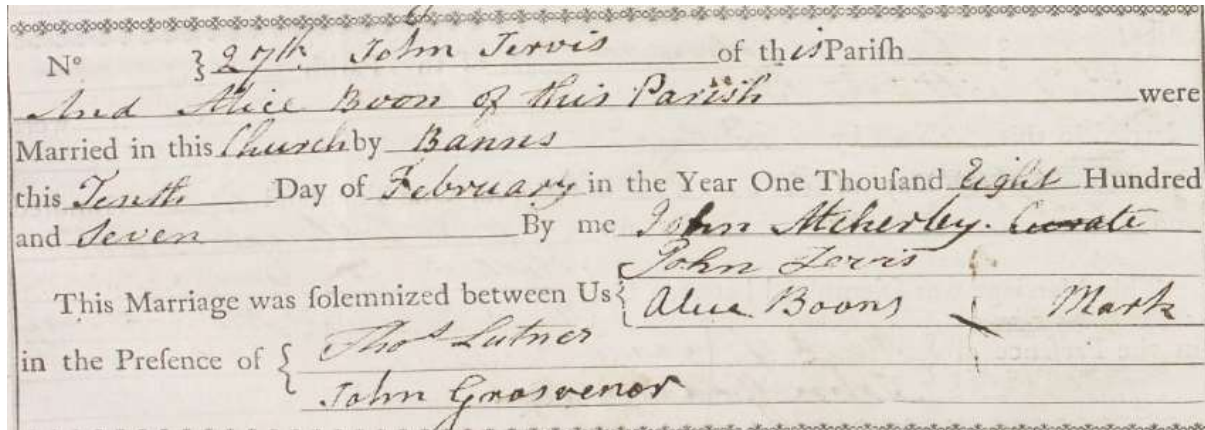 Nº } 27th John Jervis of this Pariſh
And Alice Boon of this Parish were
Married in this Church by Banns
this Tenth Day of February in the Year One Thouſand Eight Hundred
and Seven By me John Atherley. Curate
This Marriage was ſolemnized between Us { John Jervis
Alice Boons X Mark
in the Preſence of { Thos Lutner
John Grosvenor